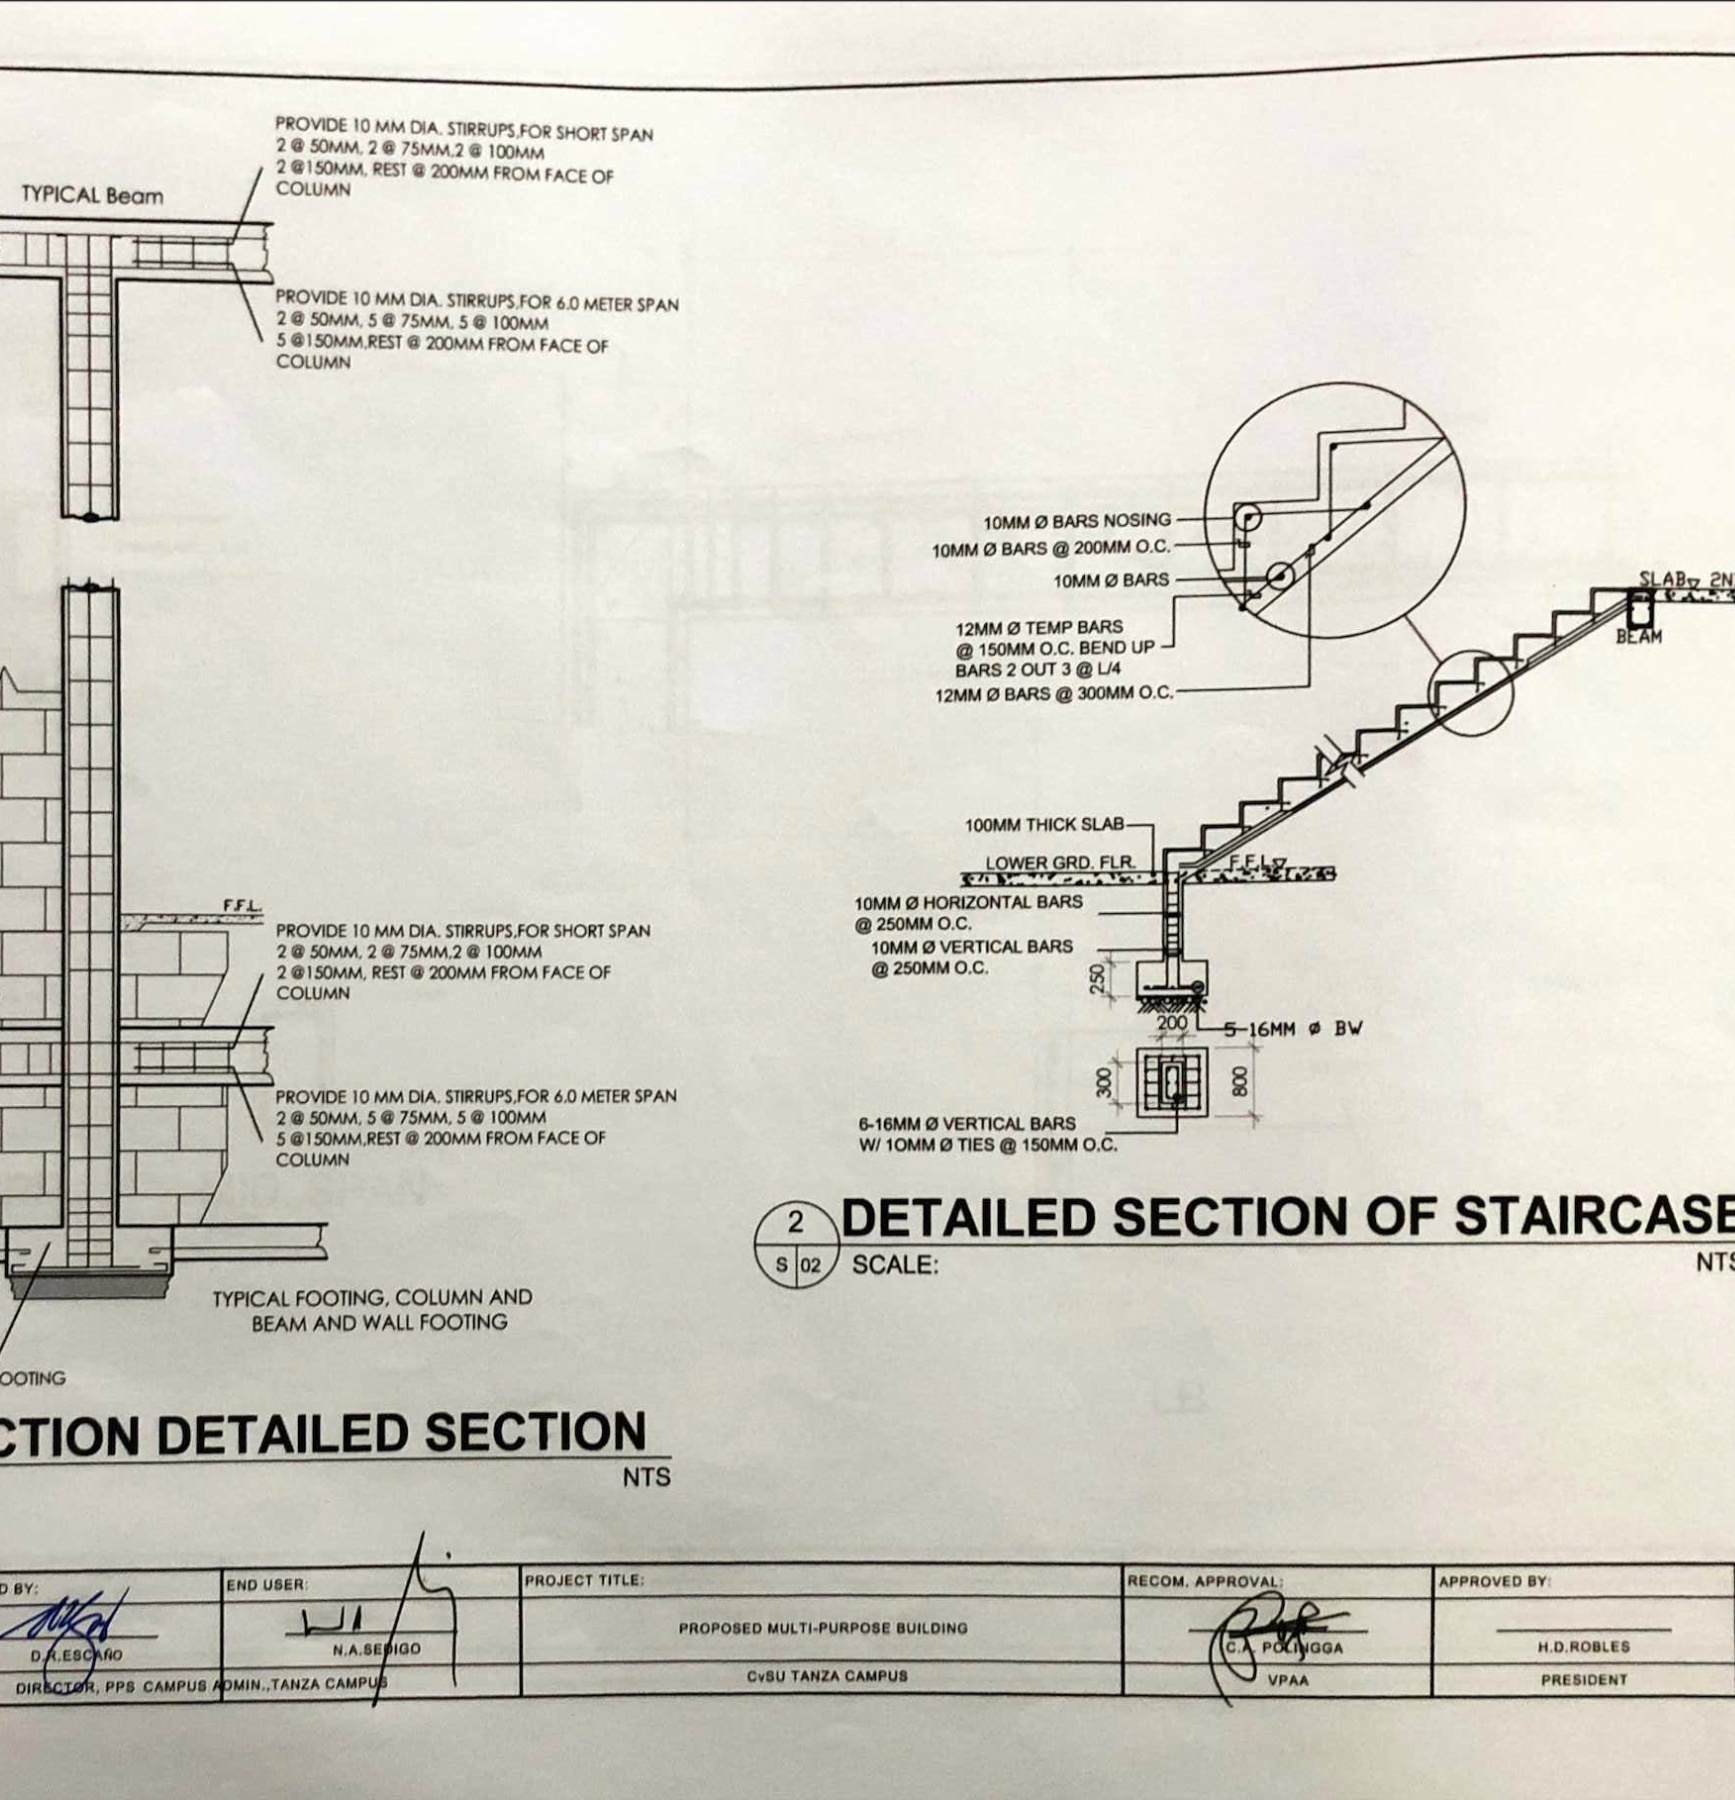 PROVIDE 10 MM DIA. STIRRUPS,FOR SHORT SPAN
2 @ 50MM, 2 @ 75MM,2 @ 100MM
2 @150MM, REST @ 200MM FROM FACE OF
COLUMN
TYPICAL Beam
PROVIDE 10 MM DIA. STIRRUPS,FOR 6.0 METER SPAN
2 @ 50MM, 5 @ 75MM, 5 @ 100MM
5 @150MM,REST @ 200MM FROM FACE OF
COLUMN
F.F.L.
PROVIDE 10 MM DIA. STIRRUPS,FOR SHORT SPAN
2 @ 50MM, 2 @ 75MM,2 @ 100MM
2 @150MM, REST @ 200MM FROM FACE OF
COLUMN
PROVIDE 10 MM DIA. STIRRUPS,FOR 6.0 METER SPAN
2 @ 50MM, 5 @ 75MM, 5 @ 100MM
5 @150MM,REST @ 200MM FROM FACE OF
COLUMN
TYPICAL FOOTING, COLUMN AND
BEAM AND WALL FOOTING
OOTING
CTION DETAILED SECTION
NTS
10MM Ø BARS NOSING
10MM Ø BARS @ 200MM O.C.
10MM Ø BARS
12MM Ø TEMP BARS
@ 150MM O.C. BEND UP
BARS 2 OUT 3 @ L/4
12MM Ø BARS @ 300MM O.C.
SLAB 2N
BEAM
100MM THICK SLAB
LOWER GRD. FLR.
F.F.L.
10MM Ø HORIZONTAL BARS
@ 250MM O.C.
10MM Ø VERTICAL BARS
@ 250MM O.C.
250
200
5-16MM Ø BW
300
800
6-16MM Ø VERTICAL BARS
W/ 10MM Ø TIES @ 150MM O.C.
2
S 02
DETAILED SECTION OF STAIRCASE
SCALE:
NTS
D BY:
D.R.ESCAÑO
DIRECTOR, PPS CAMPUS ADMIN.,TANZA CAMPUS
END USER:
N.A.SEDIGO
PROJECT TITLE:
PROPOSED MULTI-PURPOSE BUILDING
CvSU TANZA CAMPUS
RECOM. APPROVAL:
C.A. POLINGGA
VPAA
APPROVED BY:
H.D.ROBLES
PRESIDENT